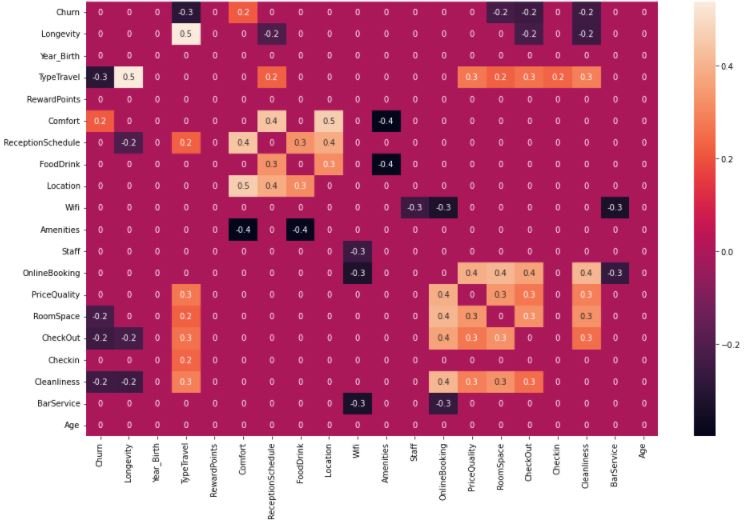 Churn 0 0 0 -0.3 0 0.2 0 0 0 0 0 0 0 0 -0.2 -0.2 0 -0.2 0 0
Longevity 0 0 0 0.5 0 0 -0.2 0 0 0 0 0 0 0 0 -0.2 0 -0.2 0 0
Year_Birth 0 0 0 0 0 0 0 0 0 0 0 0 0 0 0 0 0 0 0 0
TypeTravel -0.3 0.5 0 0 0 0 0.2 0 0 0 0 0 0 0.3 0.2 0.3 0.2 0.3 0 0
RewardPoints 0 0 0 0 0 0 0 0 0 0 0 0 0 0 0 0 0 0 0 0
Comfort 0.2 0 0 0 0 0 0.4 0 0.5 0 -0.4 0 0 0 0 0 0 0 0 0
ReceptionSchedule 0 -0.2 0 0.2 0 0.4 0 0.3 0.4 0 0 0 0 0 0 0 0 0 0 0
FoodDrink 0 0 0 0 0 0 0.3 0 0.3 0 -0.4 0 0 0 0 0 0 0 0 0
Location 0 0 0 0 0 0.5 0.4 0.3 0 0 0 0 0 0 0 0 0 0 0 0
Wifi 0 0 0 0 0 0 0 0 0 0 0 -0.3 -0.3 0 0 0 0 0 -0.3 0
Amenities 0 0 0 0 0 -0.4 0 -0.4 0 0 0 0 0 0 0 0 0 0 0 0
Staff 0 0 0 0 0 0 0 0 0 -0.3 0 0 0 0 0 0 0 0 0 0
OnlineBooking 0 0 0 0 0 0 0 0 0 -0.3 0 0 0 0.4 0.4 0.4 0 0.4 -0.3 0
PriceQuality 0 0 0 0.3 0 0 0 0 0 0 0 0 0.4 0 0.3 0.3 0 0.3 0 0
RoomSpace -0.2 0 0 0.2 0 0 0 0 0 0 0 0 0.4 0.3 0 0.3 0 0.3 0 0
CheckOut -0.2 -0.2 0 0.3 0 0 0 0 0 0 0 0 0.4 0.3 0.3 0 0 0.3 0 0
Checkin 0 0 0 0.2 0 0 0 0 0 0 0 0 0 0 0 0 0 0 0 0
Cleanliness -0.2 -0.2 0 0.3 0 0 0 0 0 0 0 0 0.4 0.3 0.3 0.3 0 0 0 0
BarService 0 0 0 0 0 0 0 0 0 -0.3 0 0 -0.3 0 0 0 0 0 0 0
Age 0 0 0 0 0 0 0 0 0 0 0 0 0 0 0 0 0 0 0 0
Churn
Longevity
Year_Birth
TypeTravel
RewardPoints
Comfort
ReceptionSchedule
FoodDrink
Location
Wifi
Amenities
Staff
OnlineBooking
PriceQuality
RoomSpace
CheckOut
Checkin
Cleanliness
BarService
Age
0.4
0.2
0.0
-0.2